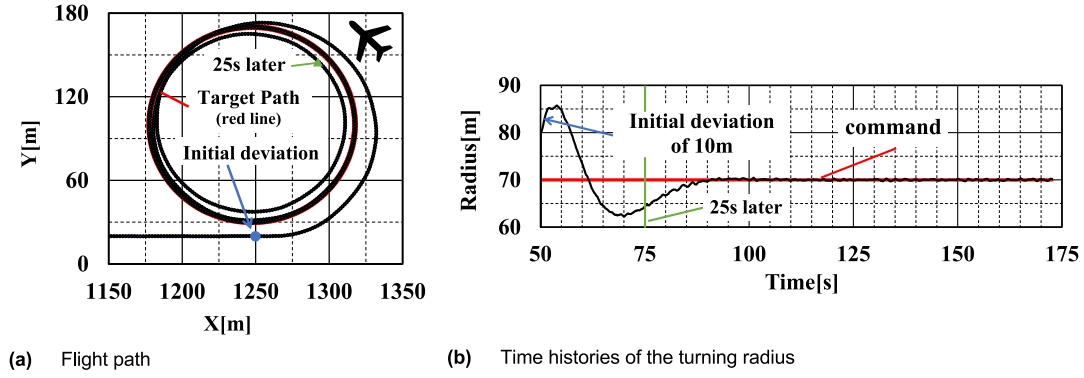 180
120
60
0
Y[m]
25s later
Target Path
(red line)
Initial deviation
1150 1200 1250 1300 1350
X[m]
(a) Flight path
90
80
70
60
Radius[m]
Initial deviation
of 10m
command
25s later
50 75 100 125 150 175
Time[s]
(b) Time histories of the turning radius